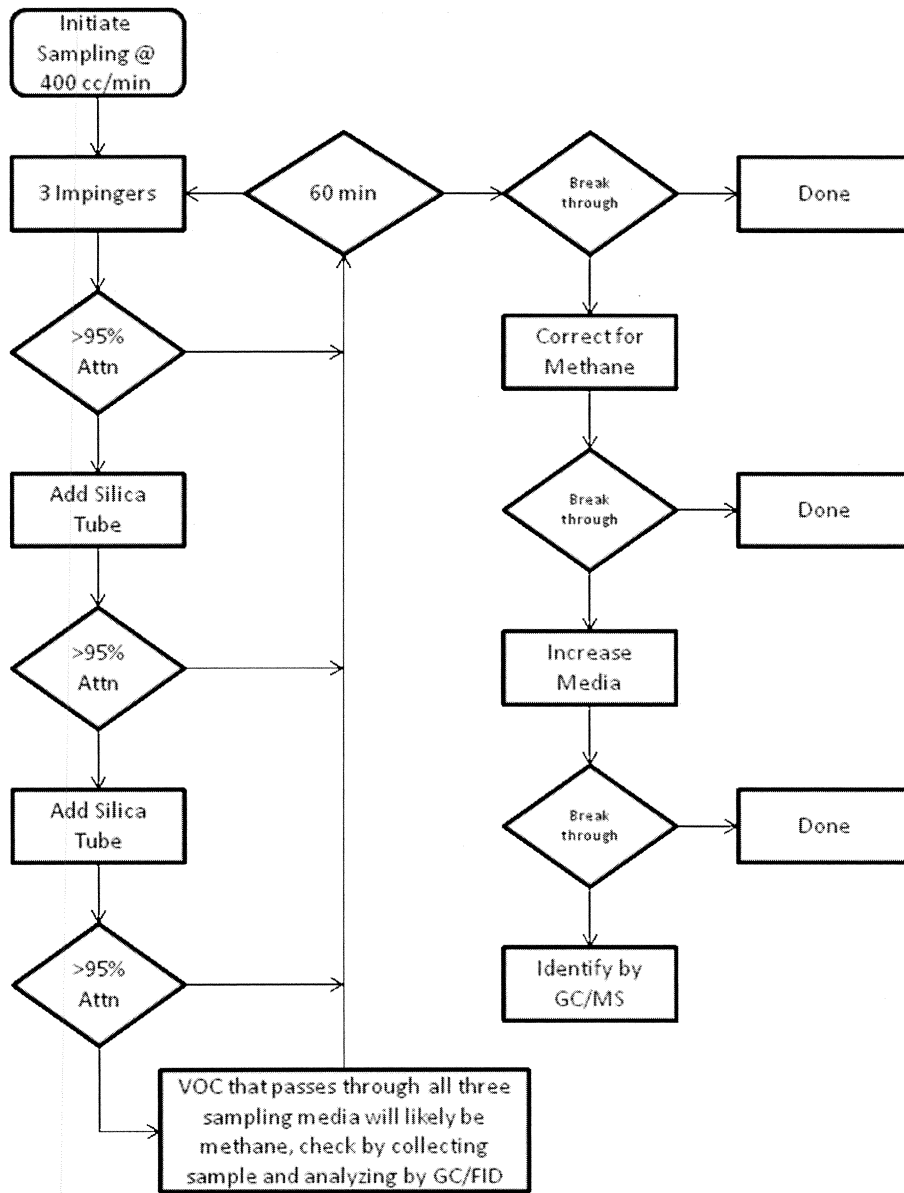 Initiate
Sampling @
400 cc/min
3 Impingers
60 min
Break
through
Done
>95%
Attn
Correct for
Methane
Add Silica
Tube
Break
through
Done
>95%
Attn
Increase
Media
Add Silica
Tube
Break
through
Done
>95%
Attn
Identify by
GC/MS
VOC that passes through all three
sampling media will likely be
methane, check by collecting
sample and analyzing by GC/FID